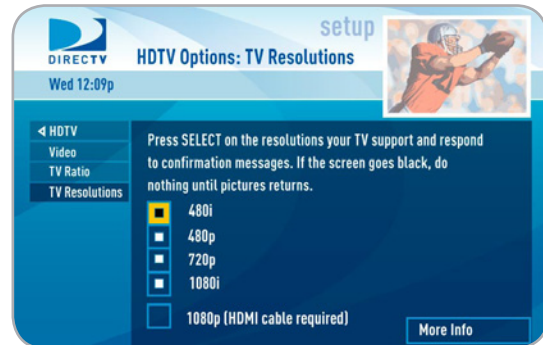 DIRECTV
setup
HDTV Options: TV Resolutions
Wed 12:09p
HDTV
Video
TV Ratio
TV Resolutions
Press SELECT on the resolutions your TV support and respond
to confirmation messages. If the screen goes black, do
nothing until pictures returns.
480i
480p
720p
1080i
1080p (HDMI cable required)
More Info